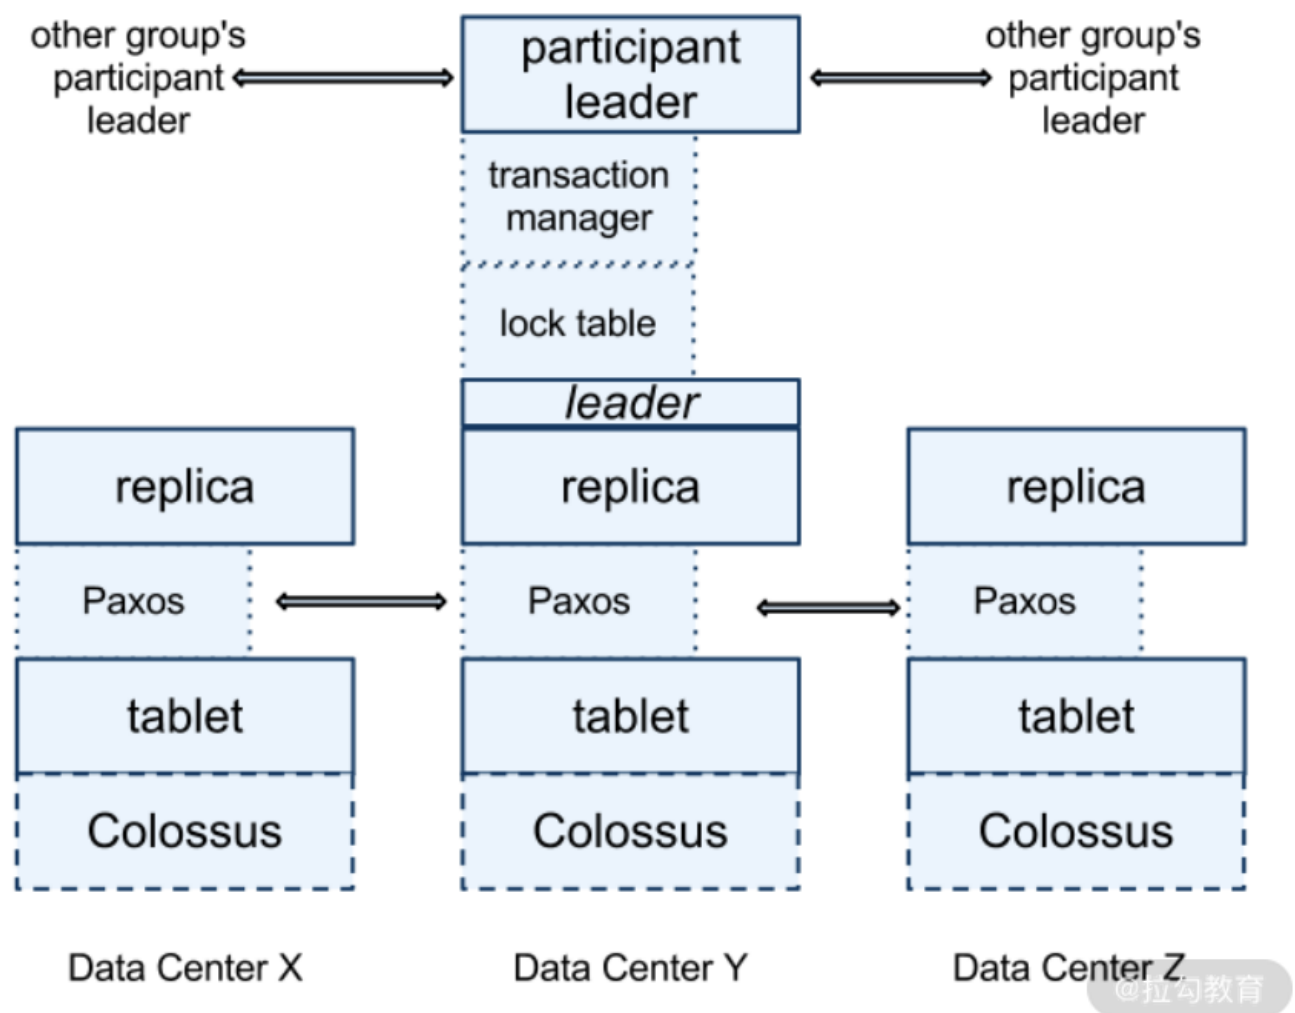 other group's
participant
leader
participant
leader
other group's
participant
leader
transaction
manager
lock table
leader
replica
replica
replica
Paxos
Paxos
Paxos
tablet
tablet
tablet
Colossus
Colossus
Colossus
Data Center X
Data Center Y
Data Center Z
@拉勾教育